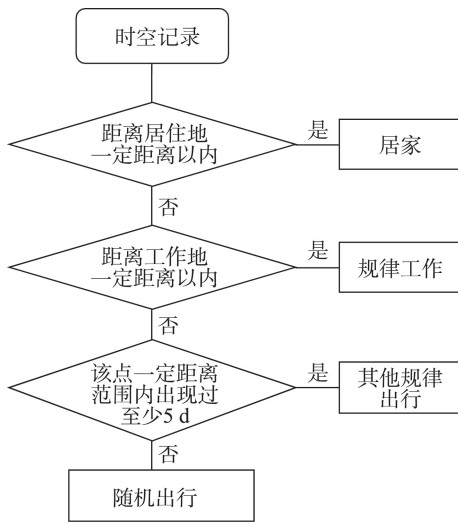 时空记录
距离居住地
一定距离以内
是
居家
否
距离工作地
一定距离以内
是
规律工作
否
该点一定距离
范围内出现过
至少5 d
是
其他规律
出行
否
随机出行